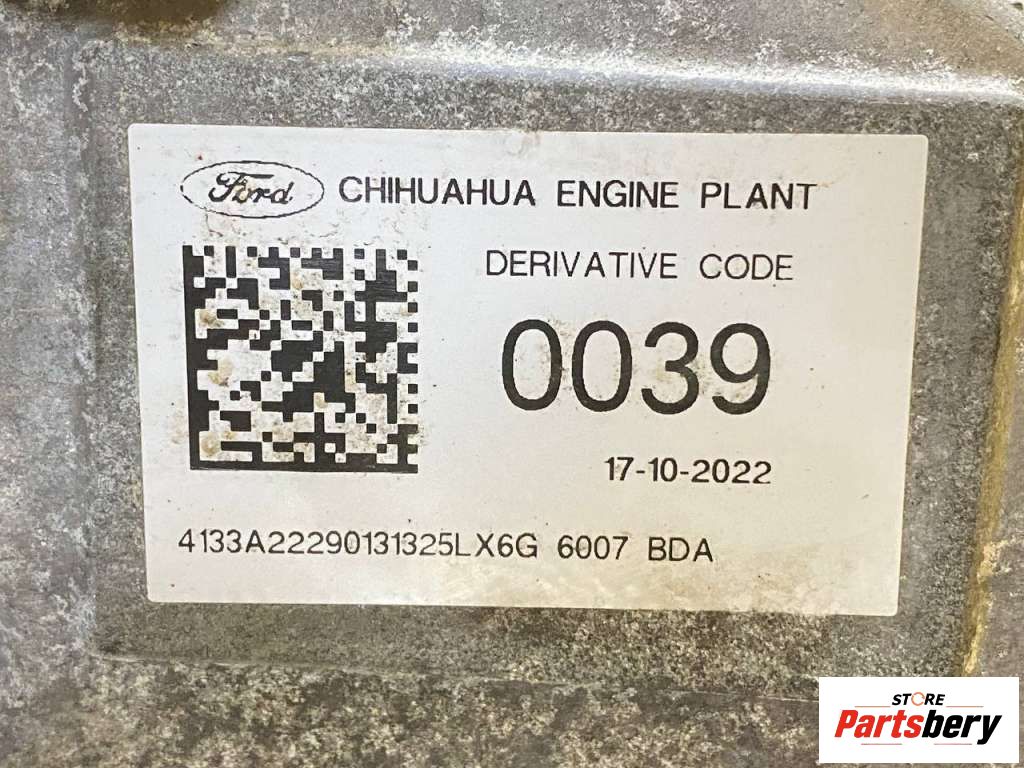 Ford CHIHUAHUA ENGINE PLANT
DERIVATIVE CODE
0039
17-10-2022
4133A22290131325LX6G 6007 BDA
STORE
Partsbery